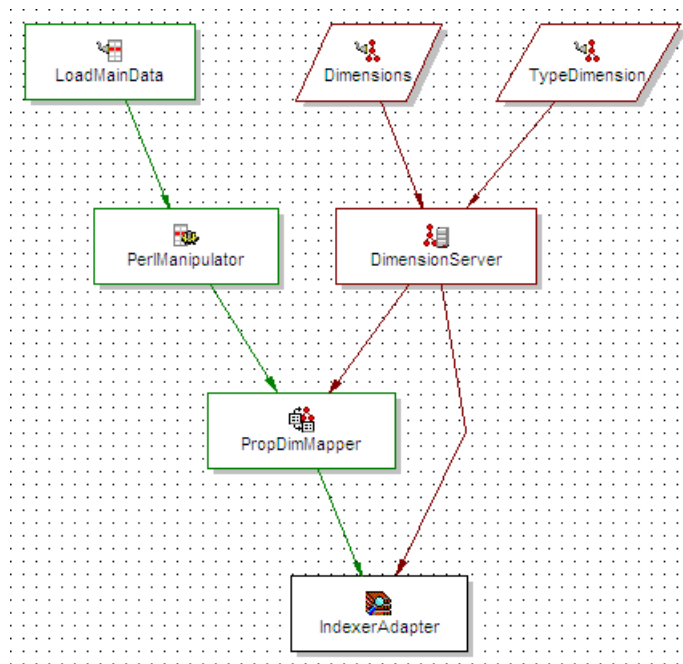 LoadMainData
Dimensions
TypeDimension
PerlManipulator
DimensionServer
PropDimMapper
IndexerAdapter